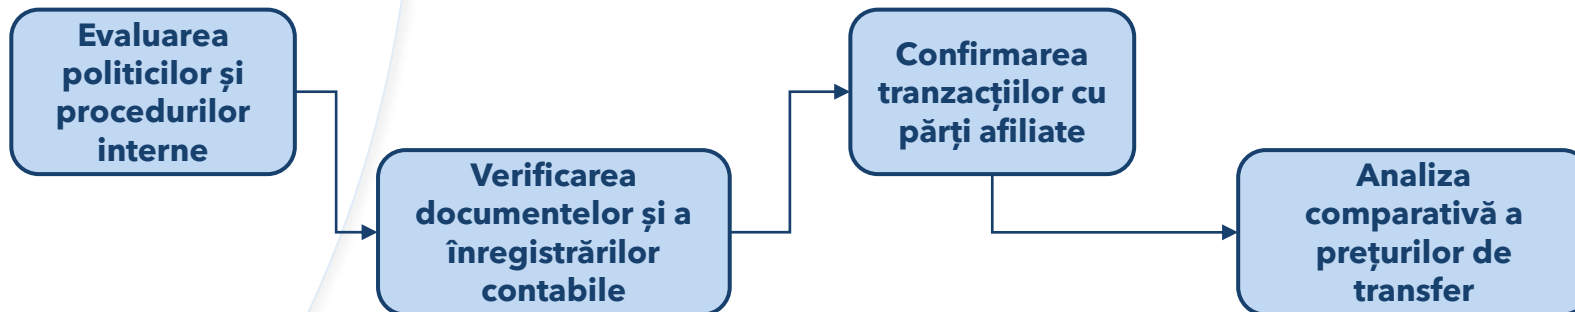 Evaluarea
politicilor și
procedurilor
interne
Verificarea
documentelor și a
înregistrărilor
contabile
Confirmarea
tranzacțiilor cu
părți afiliate
Analiza
comparativă a
prețurilor de
transfer